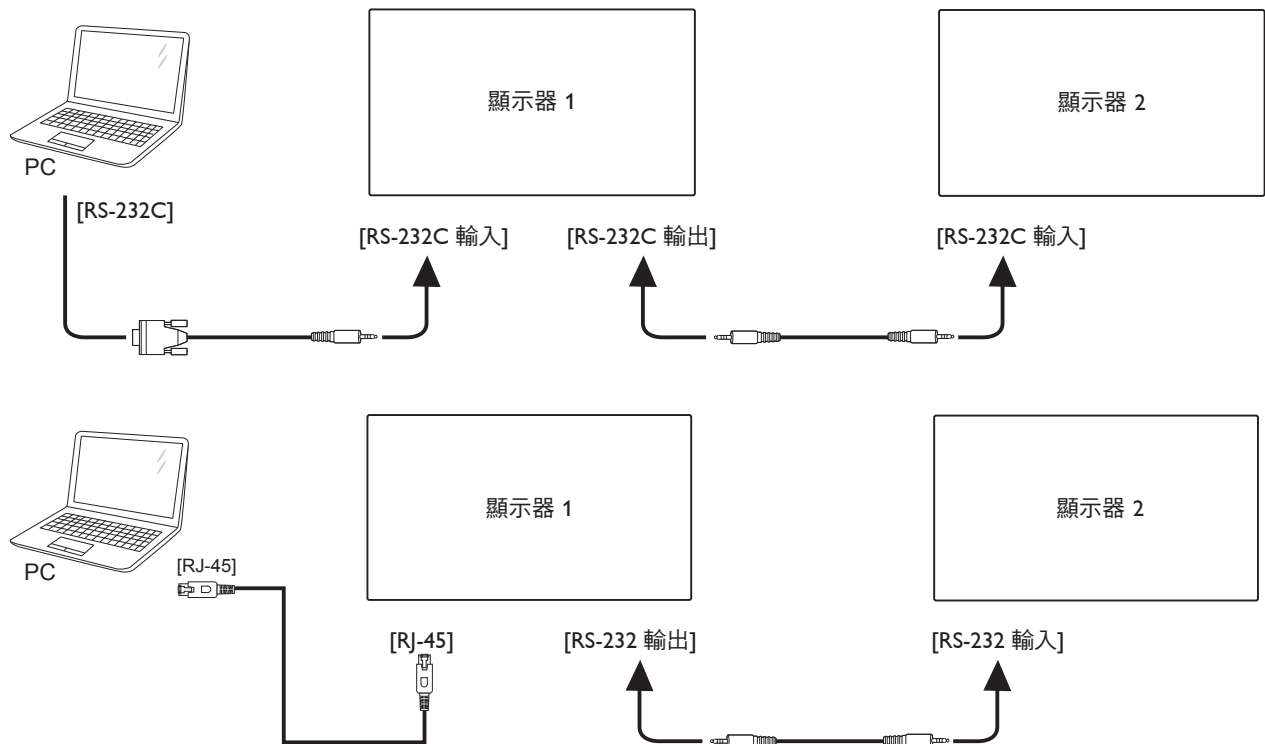 顯示器 1
顯示器 2
PC
[RS-232C]
[RS-232C 輸入]
[RS-232C 輸出]
[RS-232C 輸入]
顯示器 1
顯示器 2
PC
[RJ-45]
[RJ-45]
[RS-232 輸出]
[RS-232 輸入]